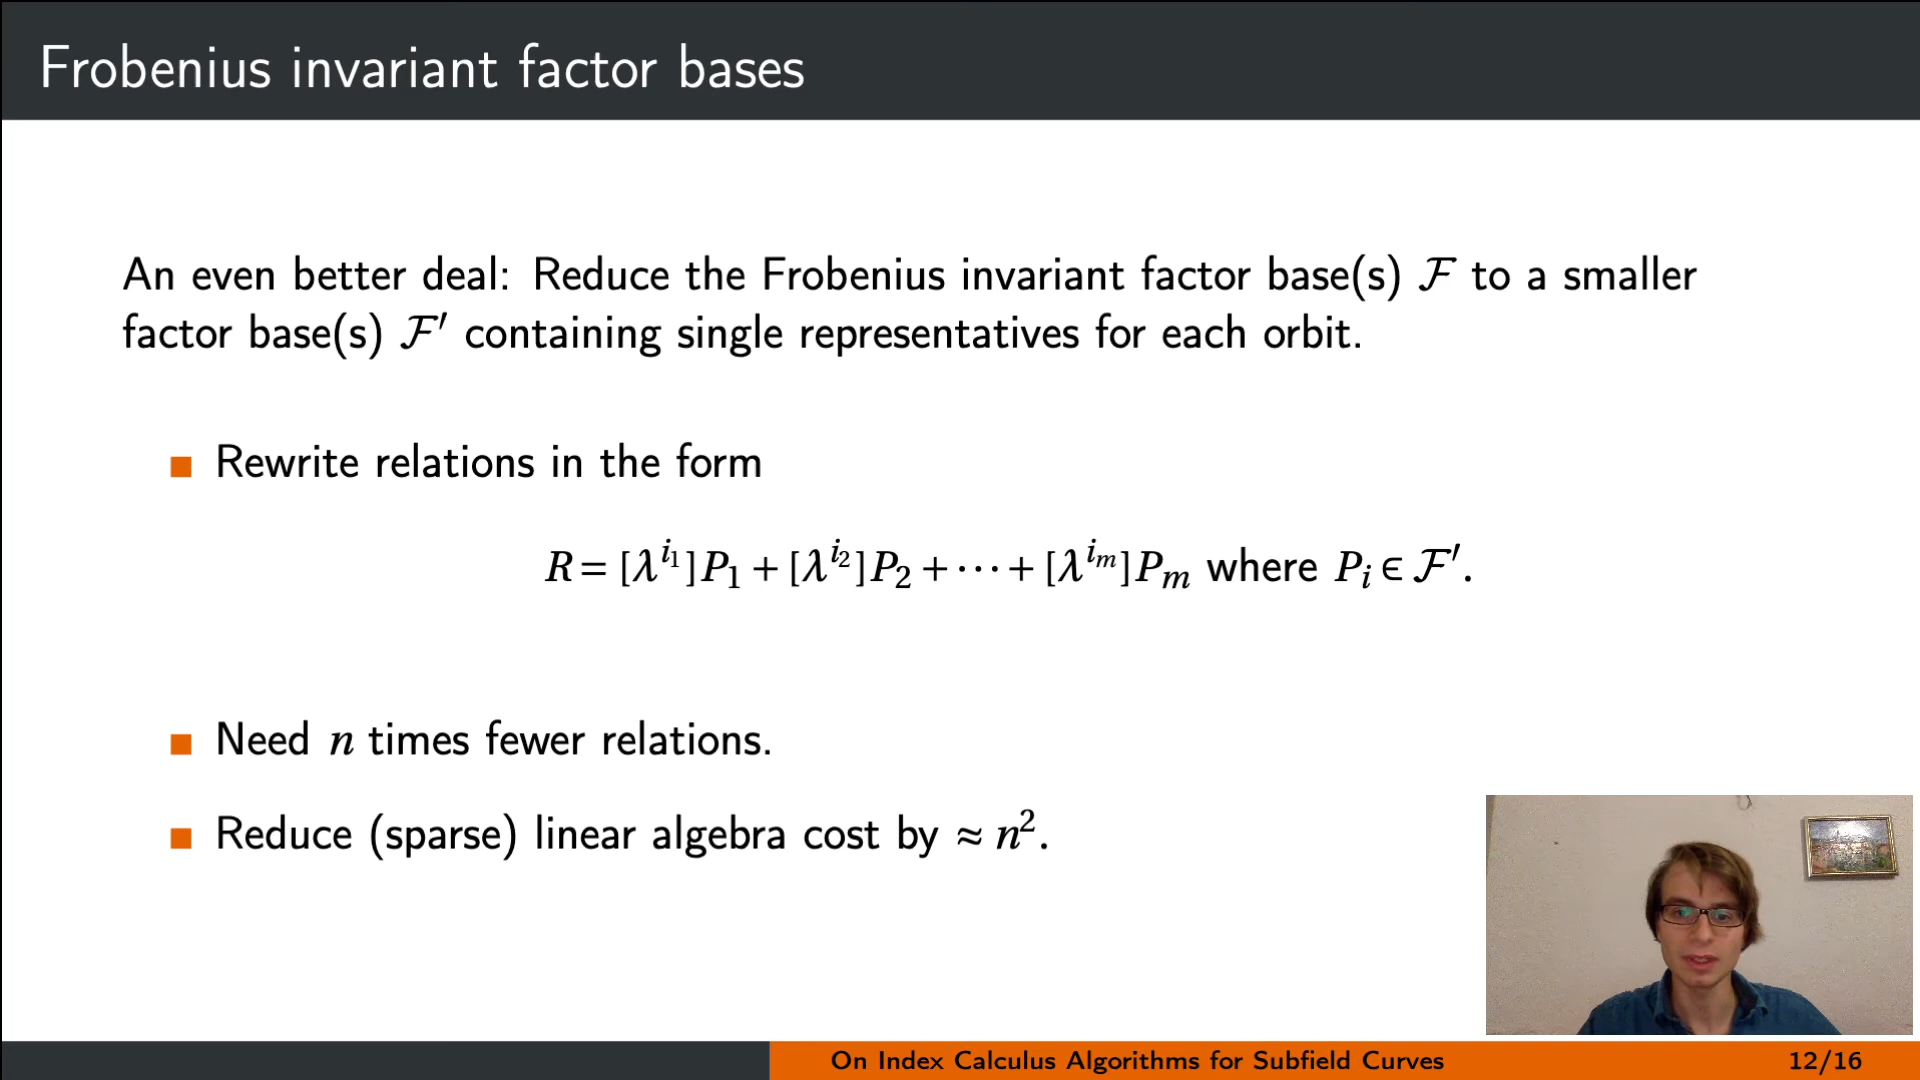 Frobenius invariant factor bases
An even better deal: Reduce the Frobenius invariant factor base(s) ℱ to a smaller
factor base(s) ℱ′ containing single representatives for each orbit.
■ Rewrite relations in the form
R = [λ^{i_1}]P_1 + [λ^{i_2}]P_2 + ⋯ + [λ^{i_m}]P_m where P_i ∈ ℱ′.
■ Need n times fewer relations.
■ Reduce (sparse) linear algebra cost by ≈ n².
On Index Calculus Algorithms for Subfield Curves 12/16